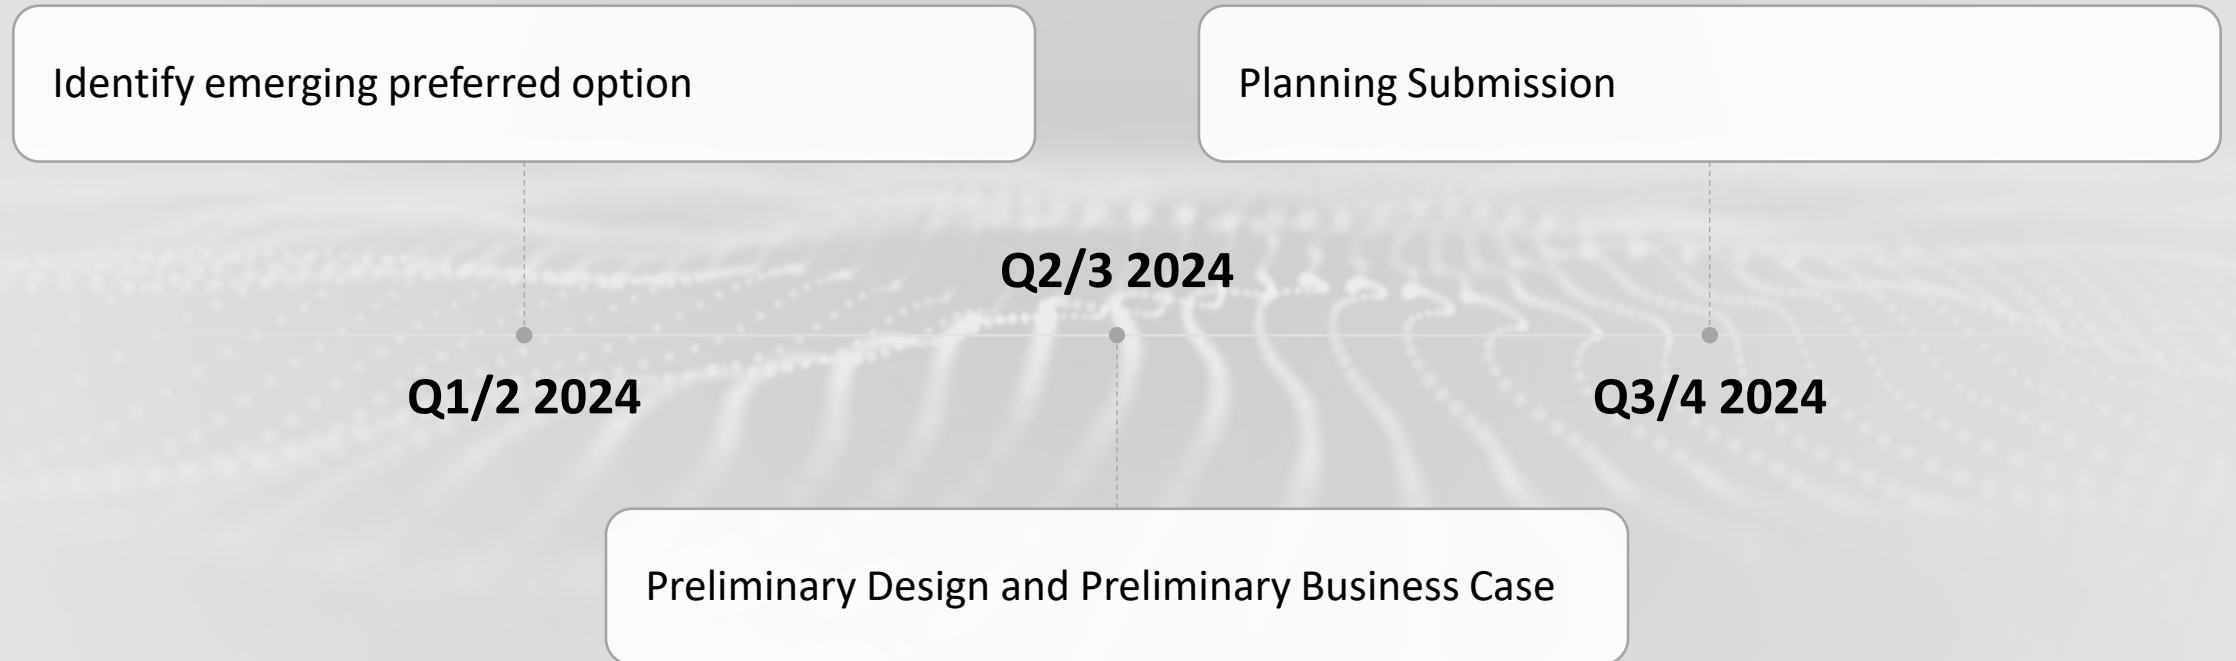 Identify emerging preferred option
Planning Submission
Q2/3 2024
Q1/2 2024
Q3/4 2024
Preliminary Design and Preliminary Business Case